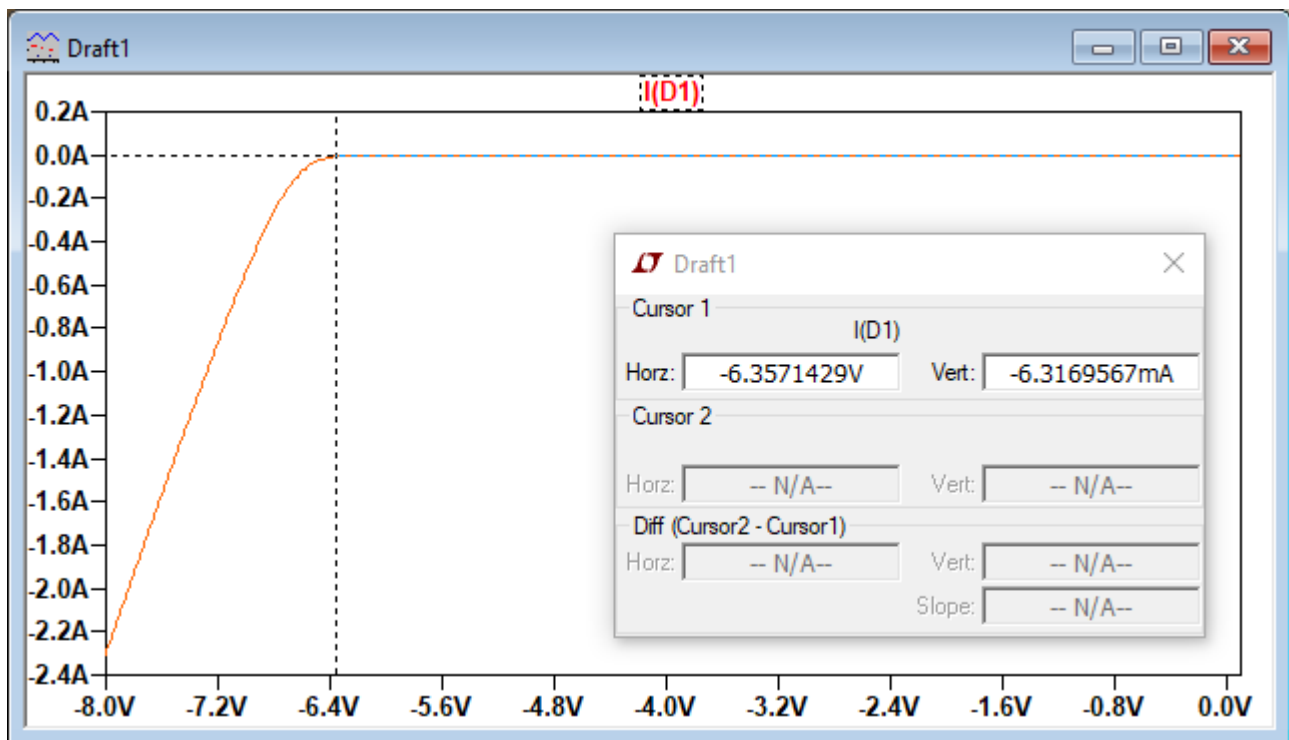 Draft1
I(D1)
0.2A
0.0A
-0.2A
-0.4A
-0.6A
-0.8A
-1.0A
-1.2A
-1.4A
-1.6A
-1.8A
-2.0A
-2.2A
-2.4A
-8.0V -7.2V -6.4V -5.6V -4.8V -4.0V -3.2V -2.4V -1.6V -0.8V 0.0V
Draft1
Cursor 1
I(D1)
Horz: -6.3571429V Vert: -6.3169567mA
Cursor 2
Horz: -- N/A-- Vert: -- N/A--
Diff (Cursor2 - Cursor1)
Horz: -- N/A-- Vert: -- N/A--
Slope: -- N/A--